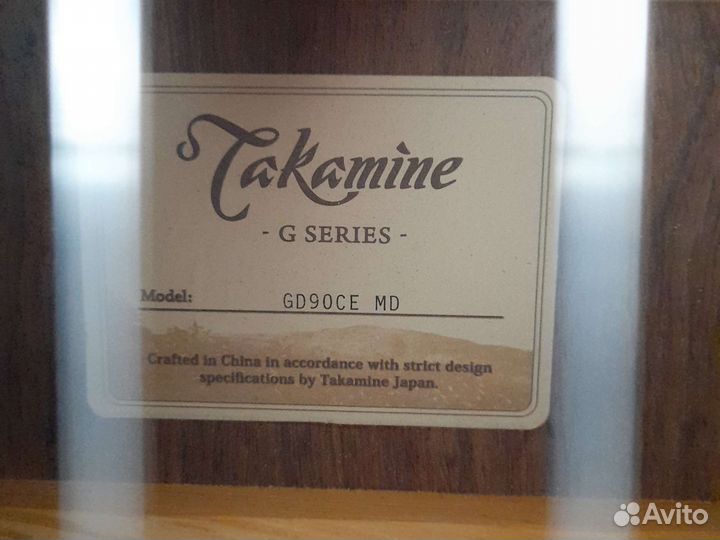 Takamine
- G SERIES -
Model: GD90CE MD
Crafted in China in accordance with strict design
specifications by Takamine Japan.
Avito